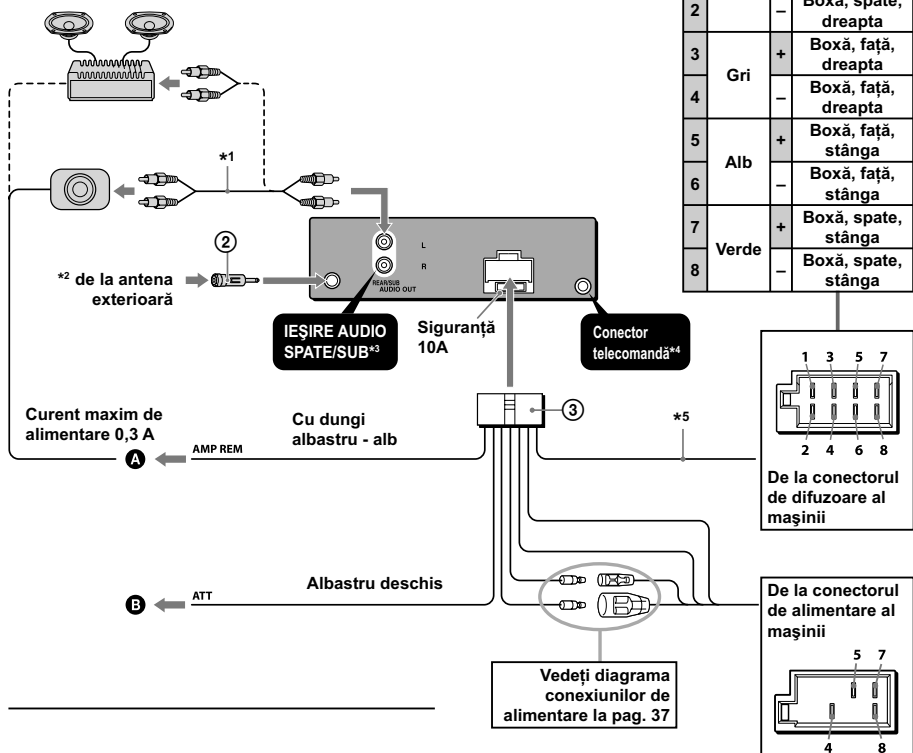 2 – Boxă, spate,
dreapta
3 Gri + Boxă, față,
dreapta
4 – Boxă, față,
dreapta
5 Alb + Boxă, față,
stânga
6 – Boxă, față,
stânga
7 Verde + Boxă, spate,
stânga
8 – Boxă, spate,
stânga
*1
2
*2 de la antena
exterioară
L
R
REAR/SUB
AUDIO OUT
IEȘIRE AUDIO
SPATE/SUB*3
Siguranță
10A
Conector
telecomandă*4
1 3 5 7
2 4 6 8
De la conectorul
de difuzoare al
maşinii
Curent maxim de
alimentare 0,3 A
Cu dungi
albastru - alb
3
*5
A AMP REM
B ATT
Albastru deschis
Vedeți diagrama
conexiunilor de
alimentare la pag. 37
De la conectorul
de alimentare al
maşinii
5 7
4 8